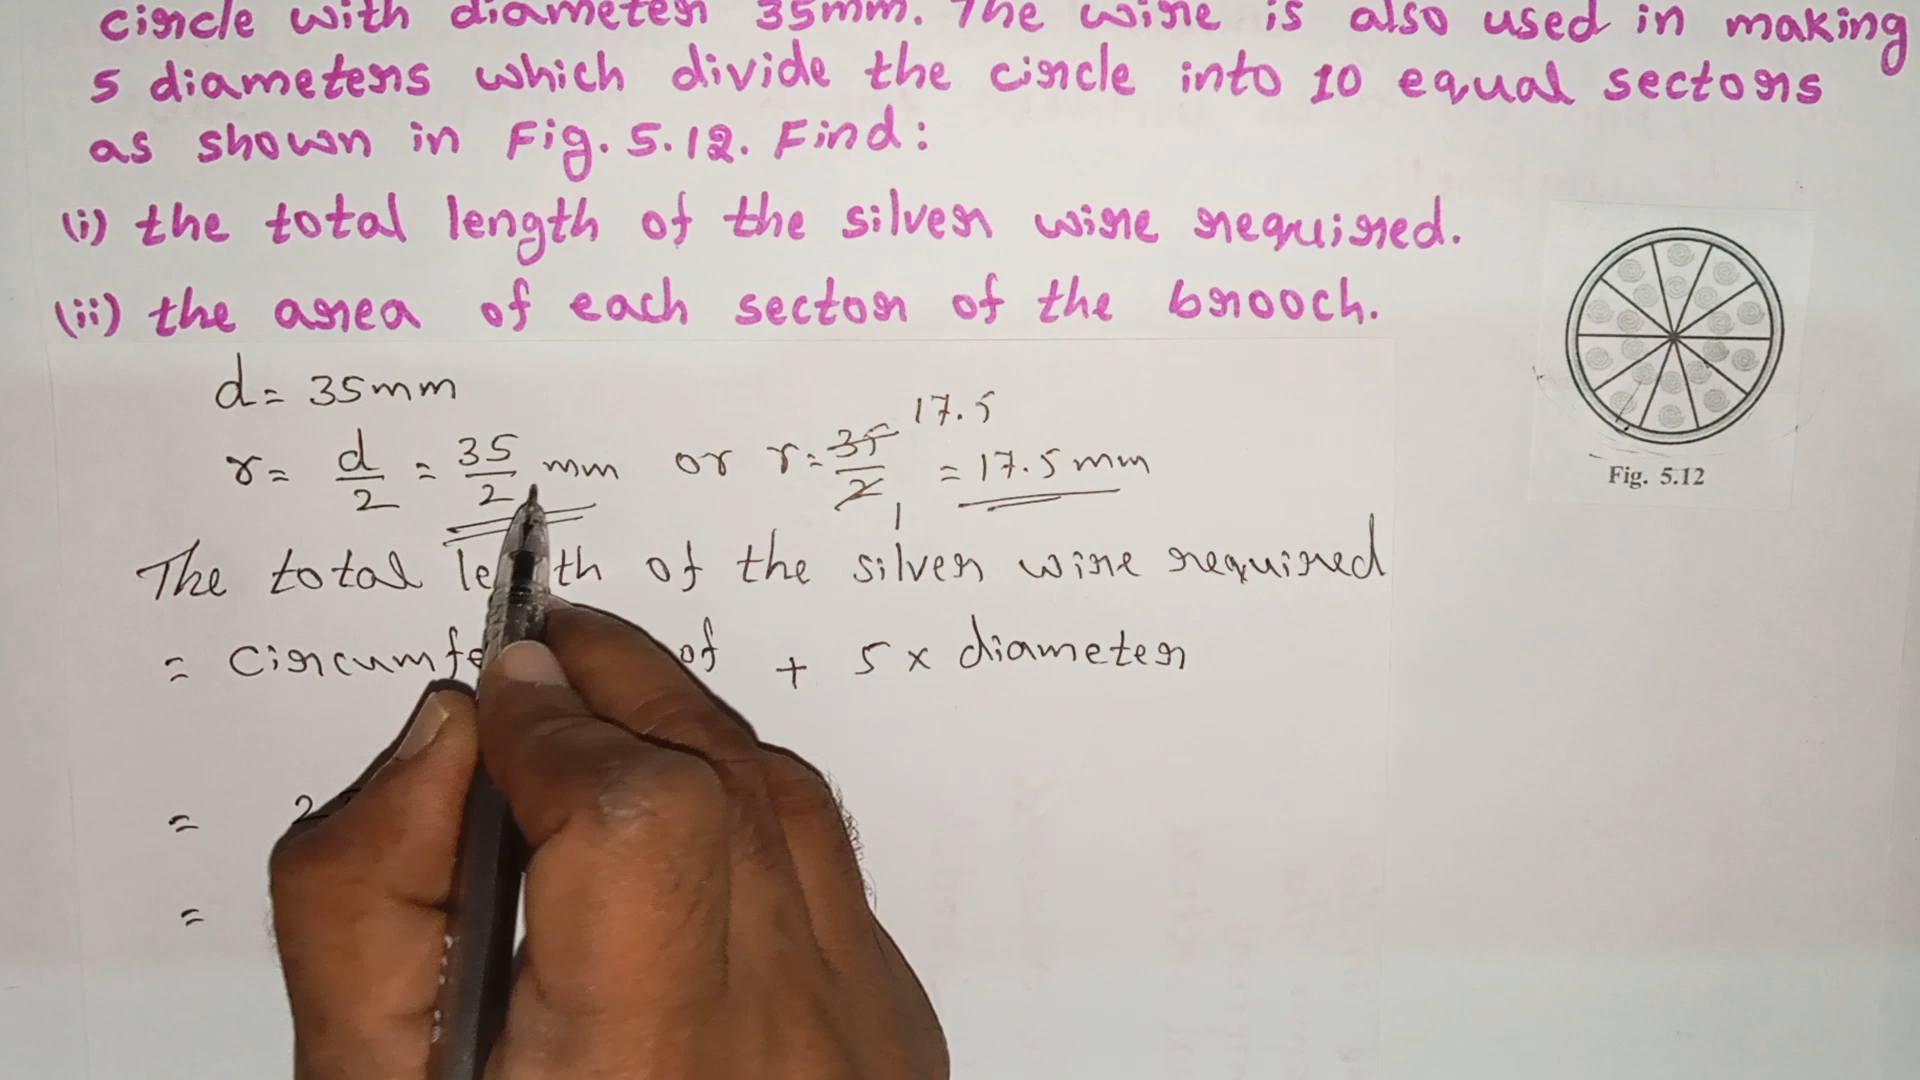 circle with diameter 35mm. The wire is also used in making
5 diameters which divide the circle into 10 equal sectors
as shown in Fig. 5.12. Find:
(i) the total length of the silver wire required.
(ii) the area of each sector of the brooch.
d = 35mm
r = d/2 = 35/2 mm or r = 35/2 17.5 1 = 17.5 mm
Fig. 5.12
The total of the silver wire required
= of + 5 x diameter
= 2
=